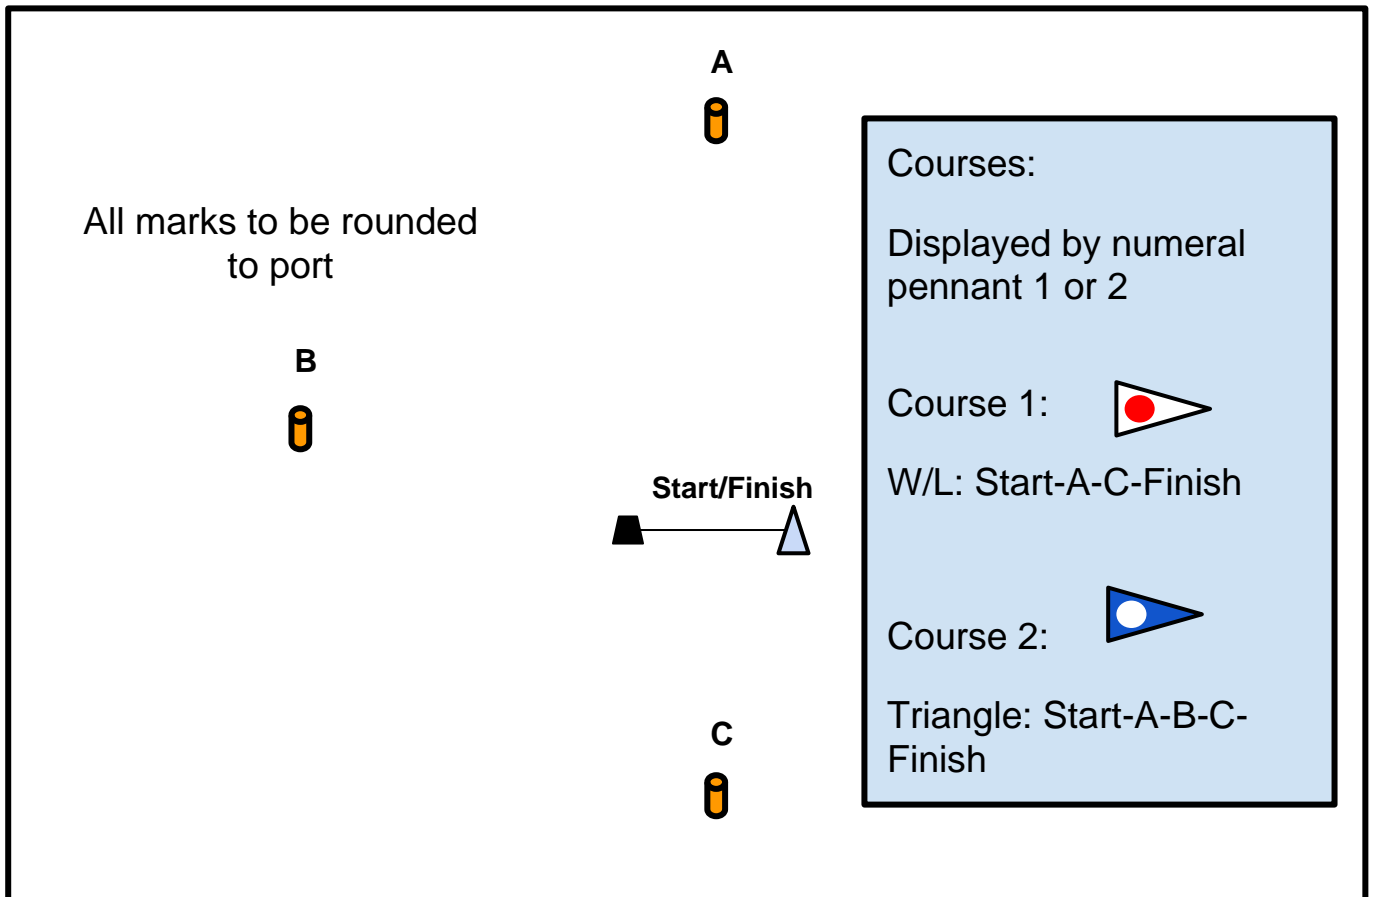 A
All marks to be rounded
to port
B
Start/Finish
C
Courses:
Displayed by numeral
pennant 1 or 2
Course 1:
W/L: Start-A-C-Finish
Course 2:
Triangle: Start-A-B-C-
Finish